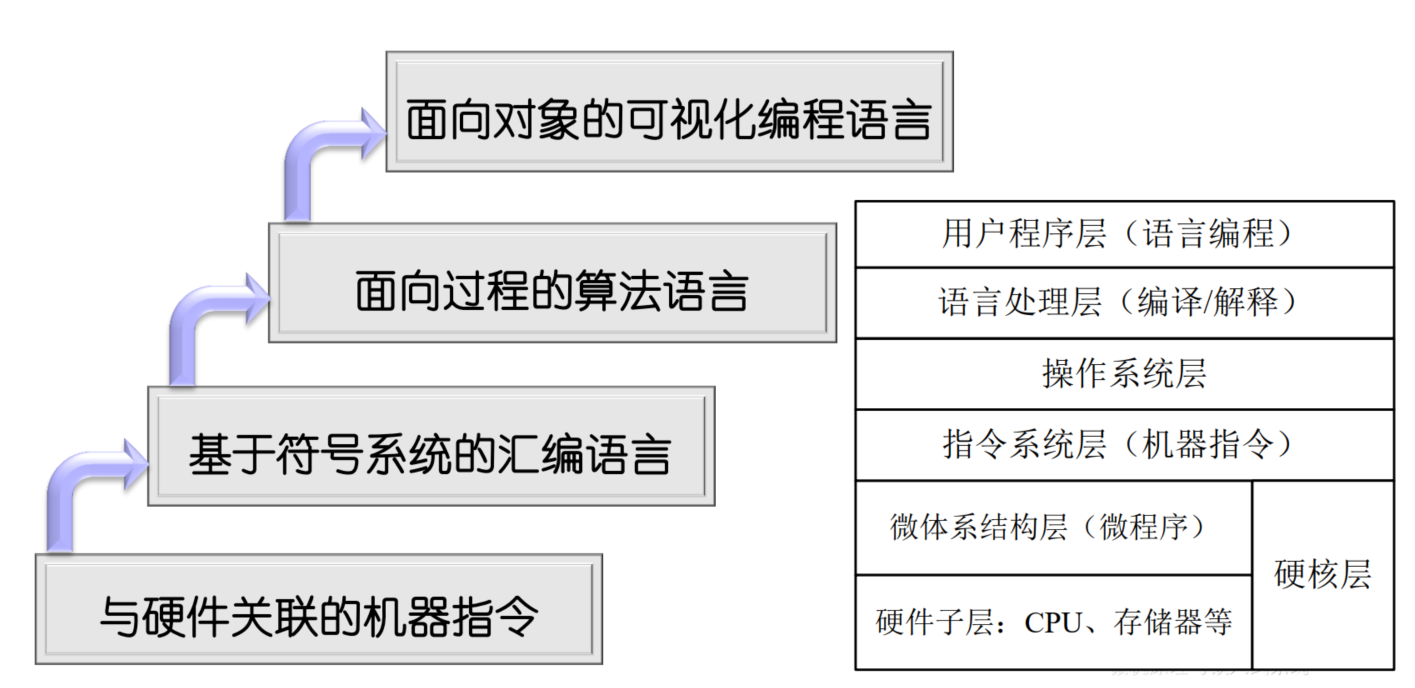 面向对象的可视化编程语言
面向过程的算法语言
基于符号系统的汇编语言
与硬件关联的机器指令
用户程序层（语言编程）
语言处理层（编译/解释）
操作系统层
指令系统层（机器指令）
微体系结构层（微程序）
硬核层
硬件子层：CPU、存储器等